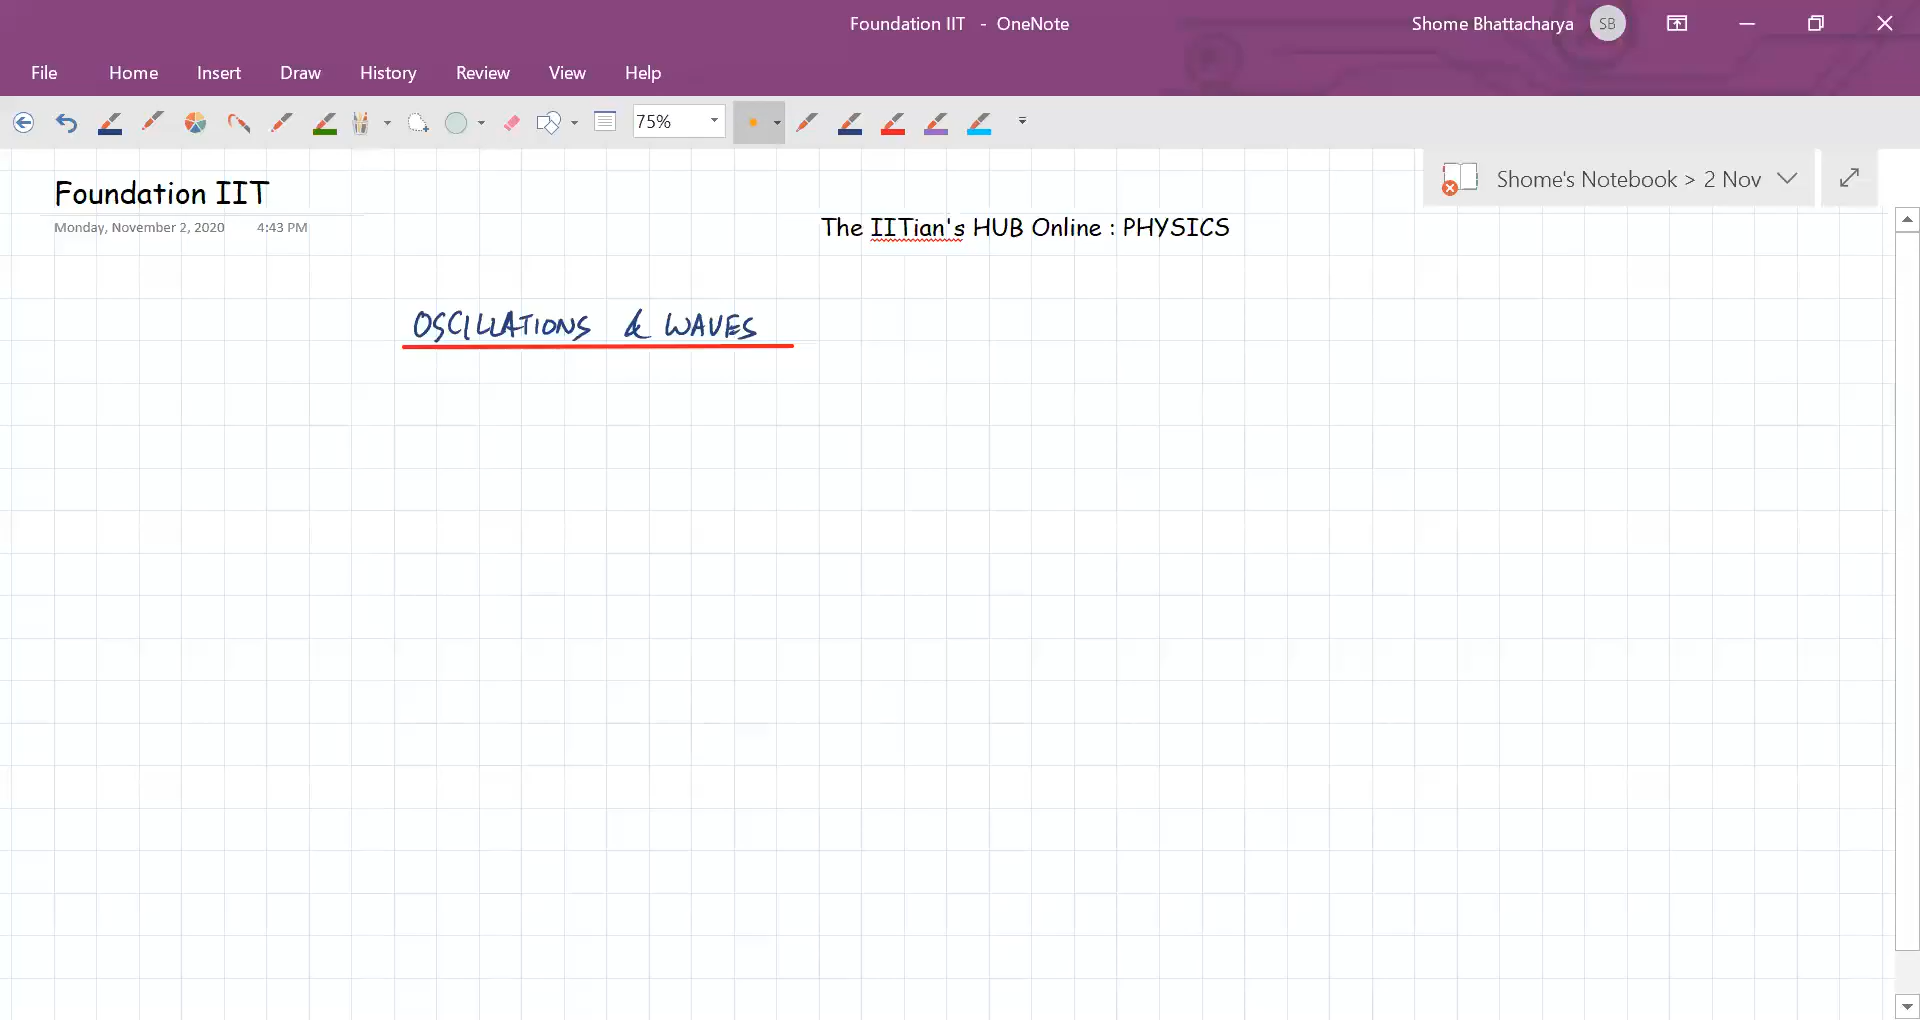 Foundation IIT - OneNote
Shome Bhattacharya SB
File Home Insert Draw History Review View Help
75%
Shome's Notebook > 2 Nov
Foundation IIT
Monday, November 2, 2020 4:43 PM
The IITian's HUB Online : PHYSICS
OSCILLATIONS & WAVES